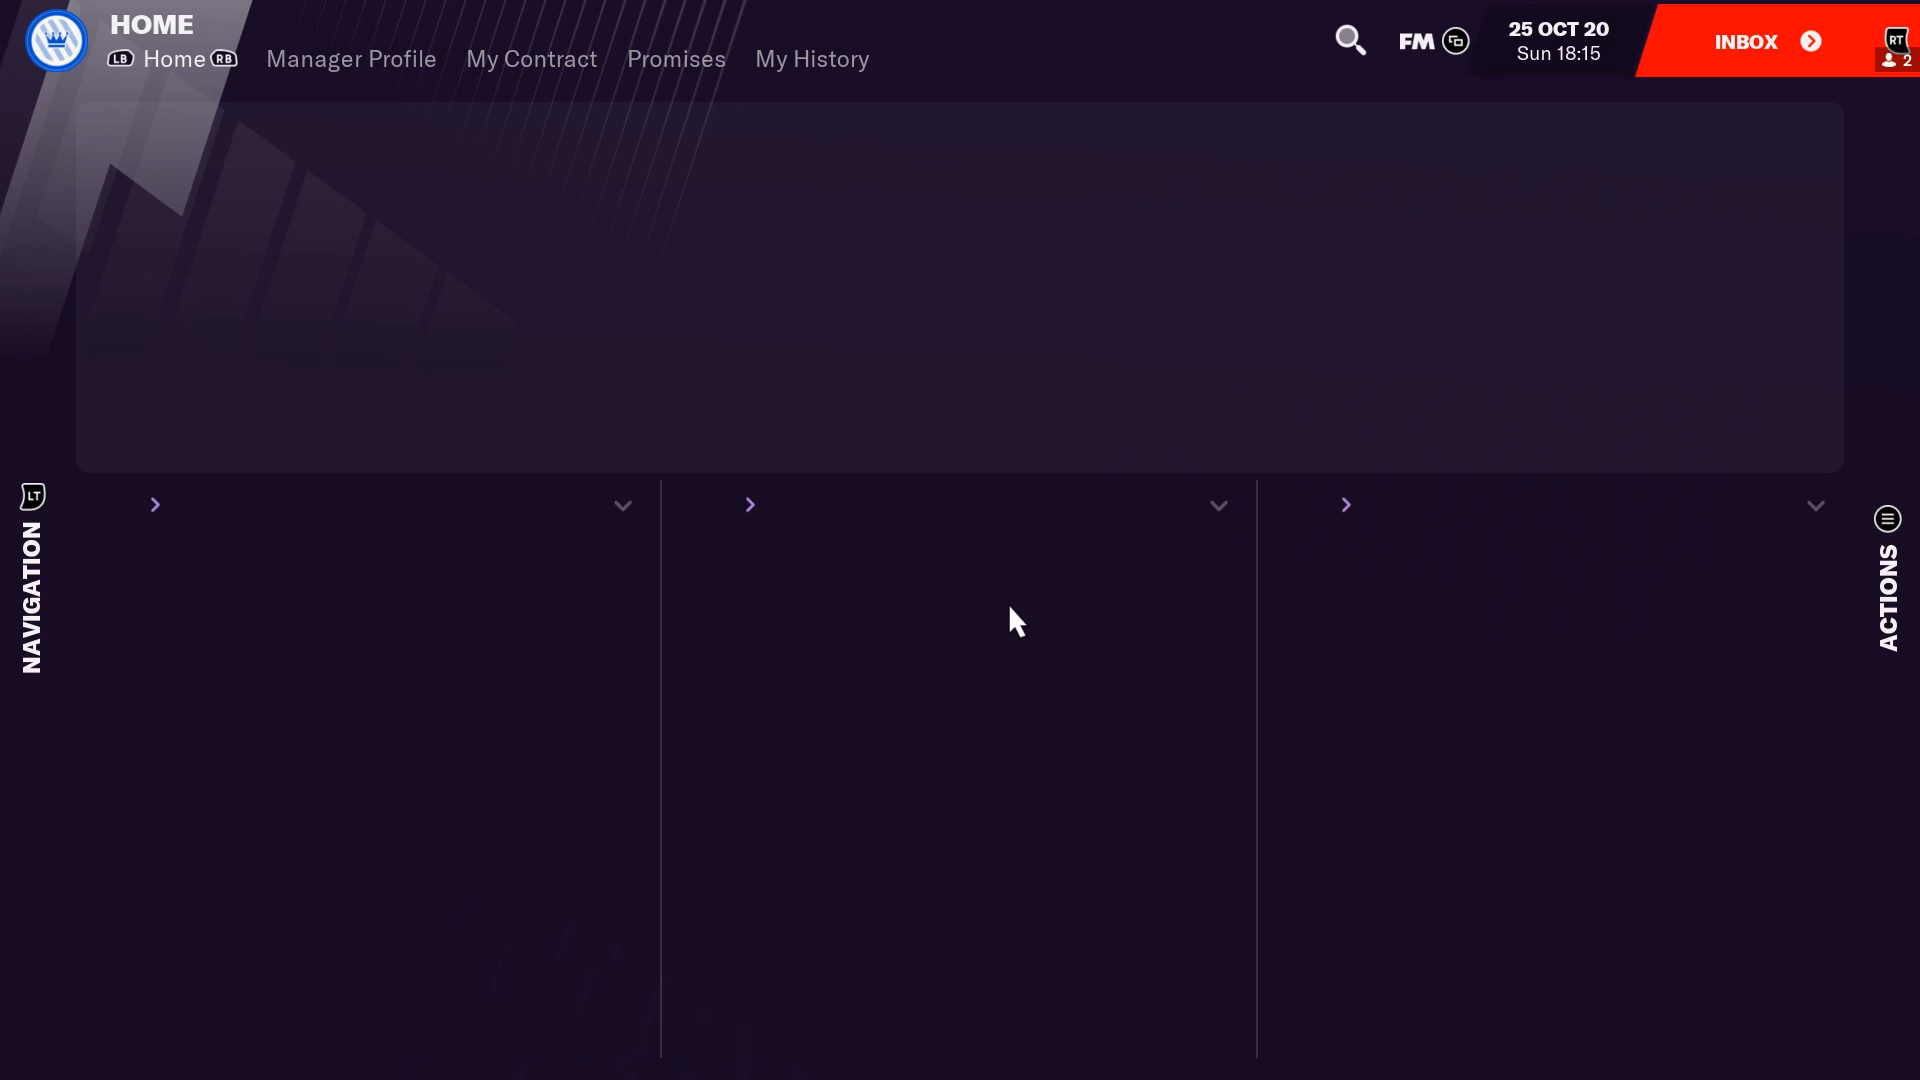 HOME
LB Home RB Manager Profile My Contract Promises My History
FM
25 OCT 20
Sun 18:15
INBOX
RT
2
LT
NAVIGATION
ACTIONS